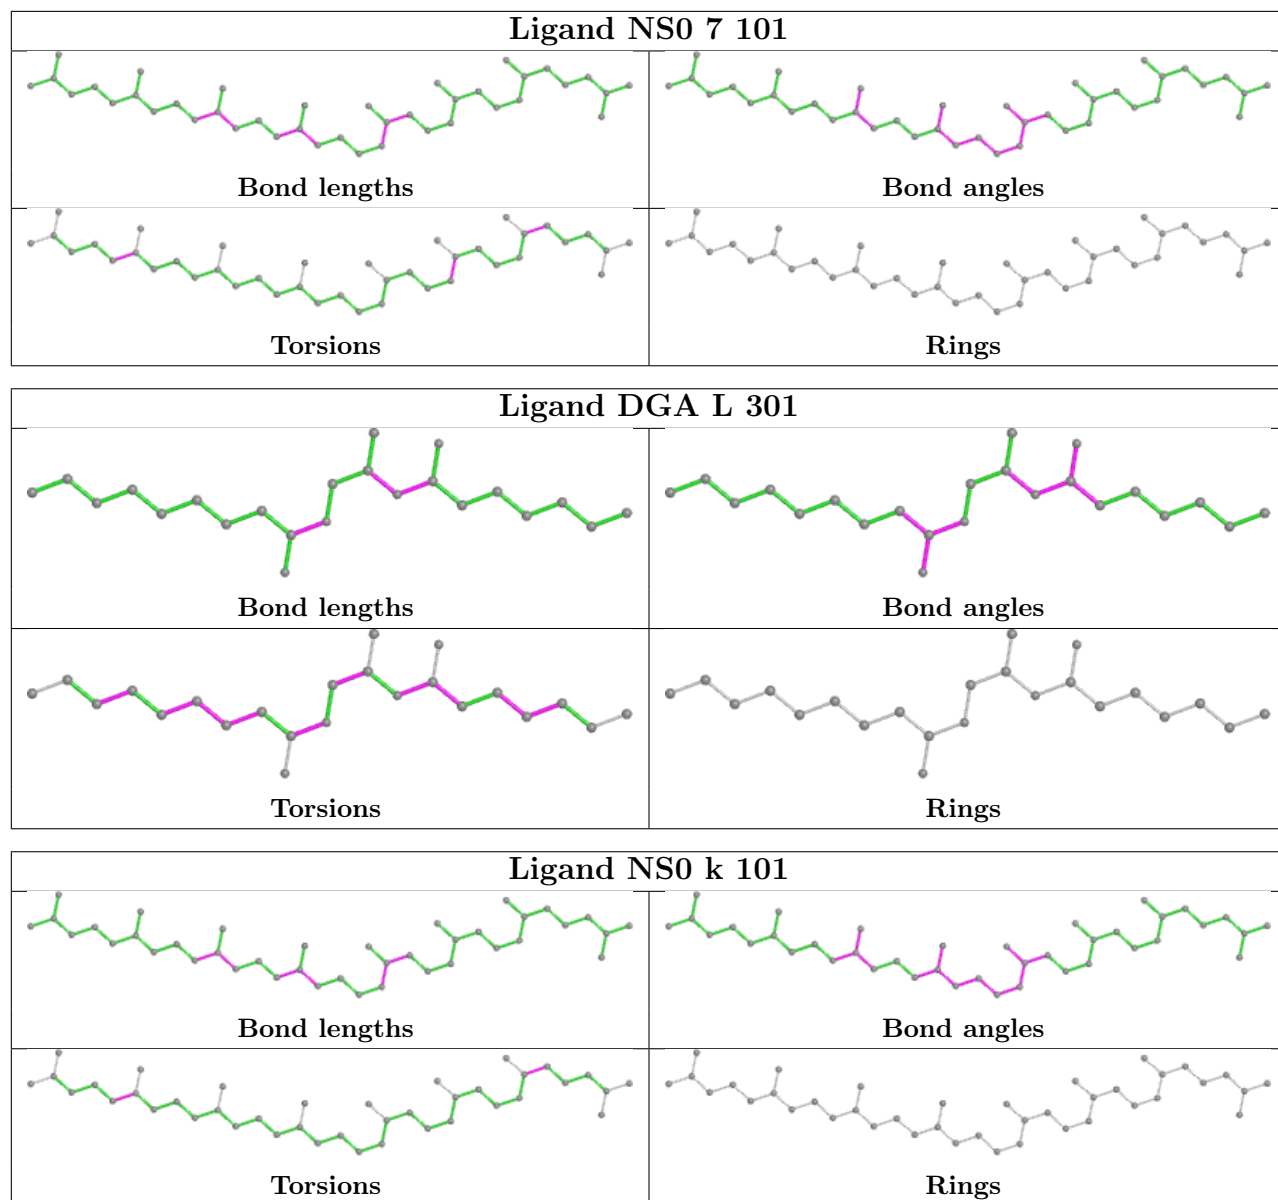 Ligand NS0 7 101
Bond lengths
Bond angles
Torsions
Rings
Ligand DGA L 301
Bond lengths
Bond angles
Torsions
Rings
Ligand NS0 k 101
Bond lengths
Bond angles
Torsions
Rings